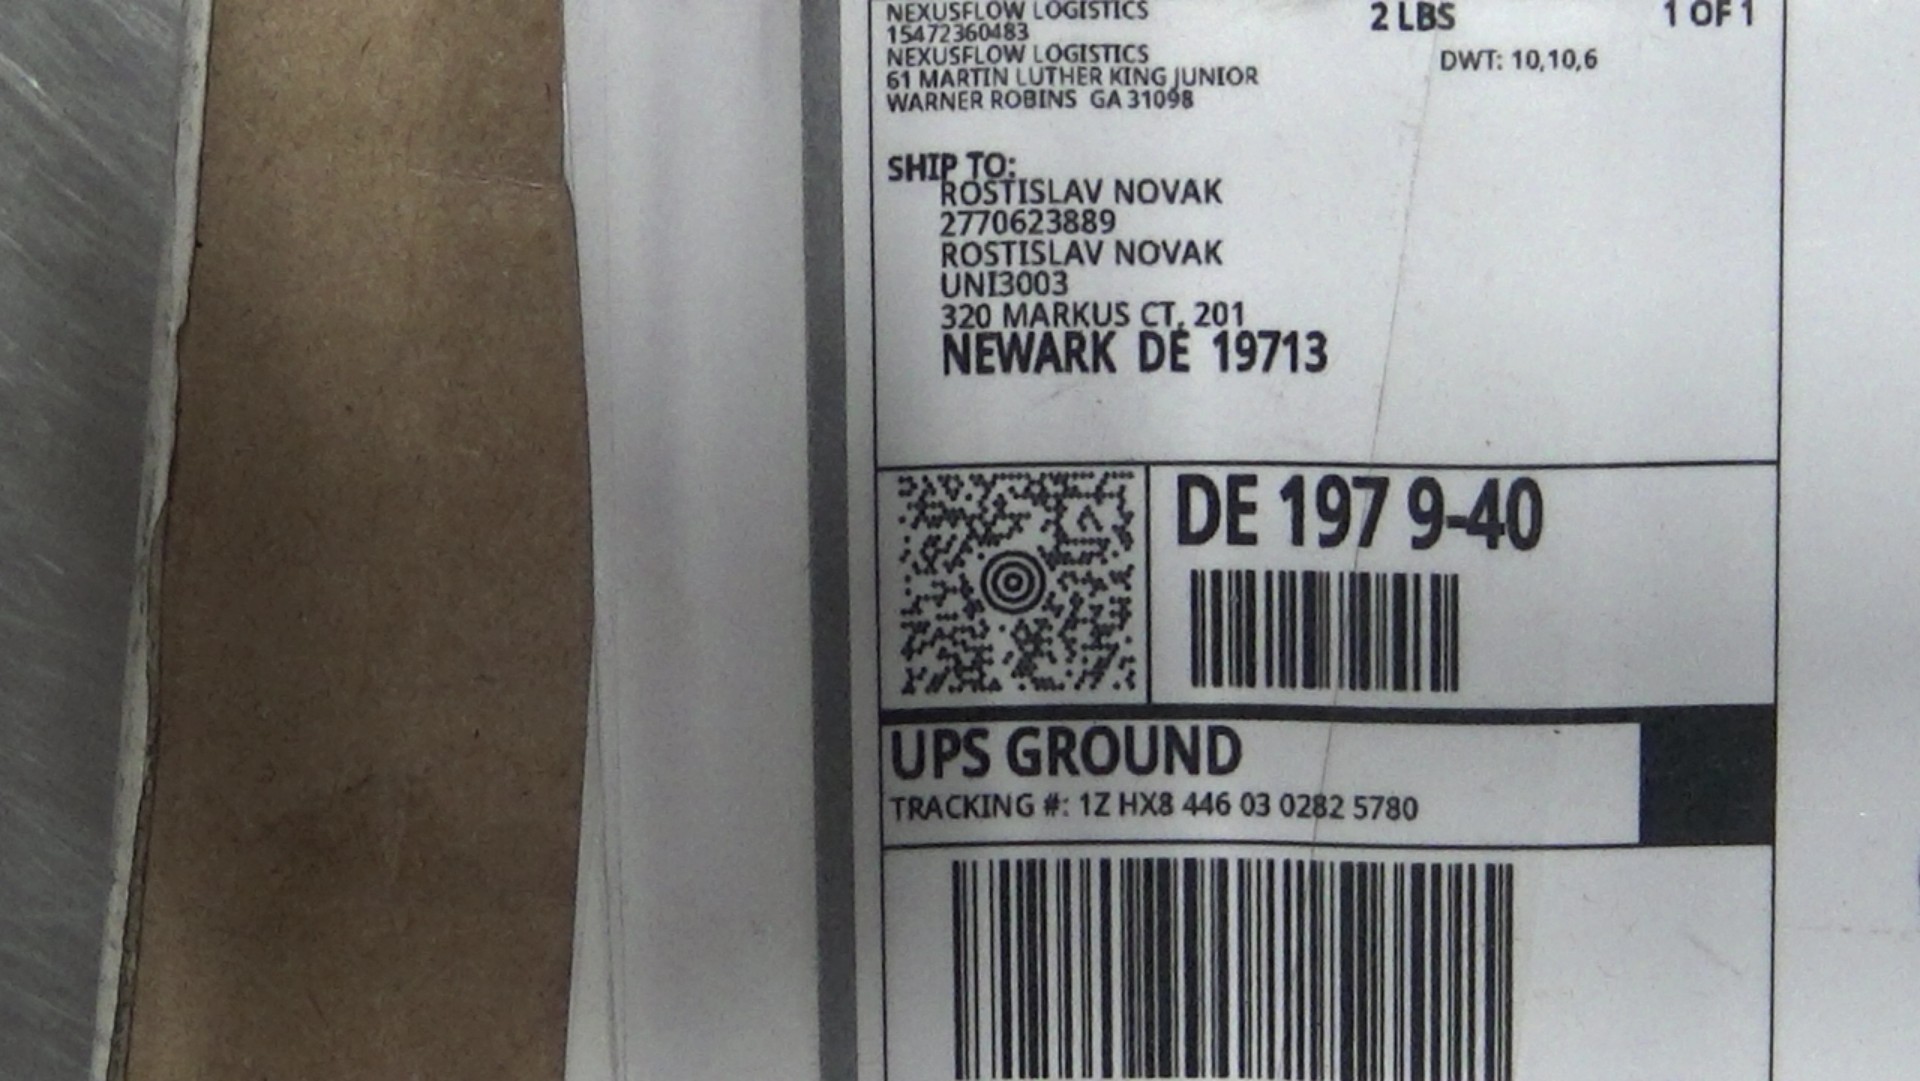 NEXUSFLOW LOGISTICS
15472360483
NEXUSFLOW LOGISTICS
61 MARTIN LUTHER KING JUNIOR
WARNER ROBINS GA 31098
2 LBS
1 OF 1
DWT: 10,10,6
SHIP TO:
ROSTISLAV NOVAK
2770623889
ROSTISLAV NOVAK
UNI3003
320 MARKUS CT, 201
NEWARK DE 19713
DE 197 9-40
UPS GROUND
TRACKING #: 1Z HX8 446 03 0282 5780